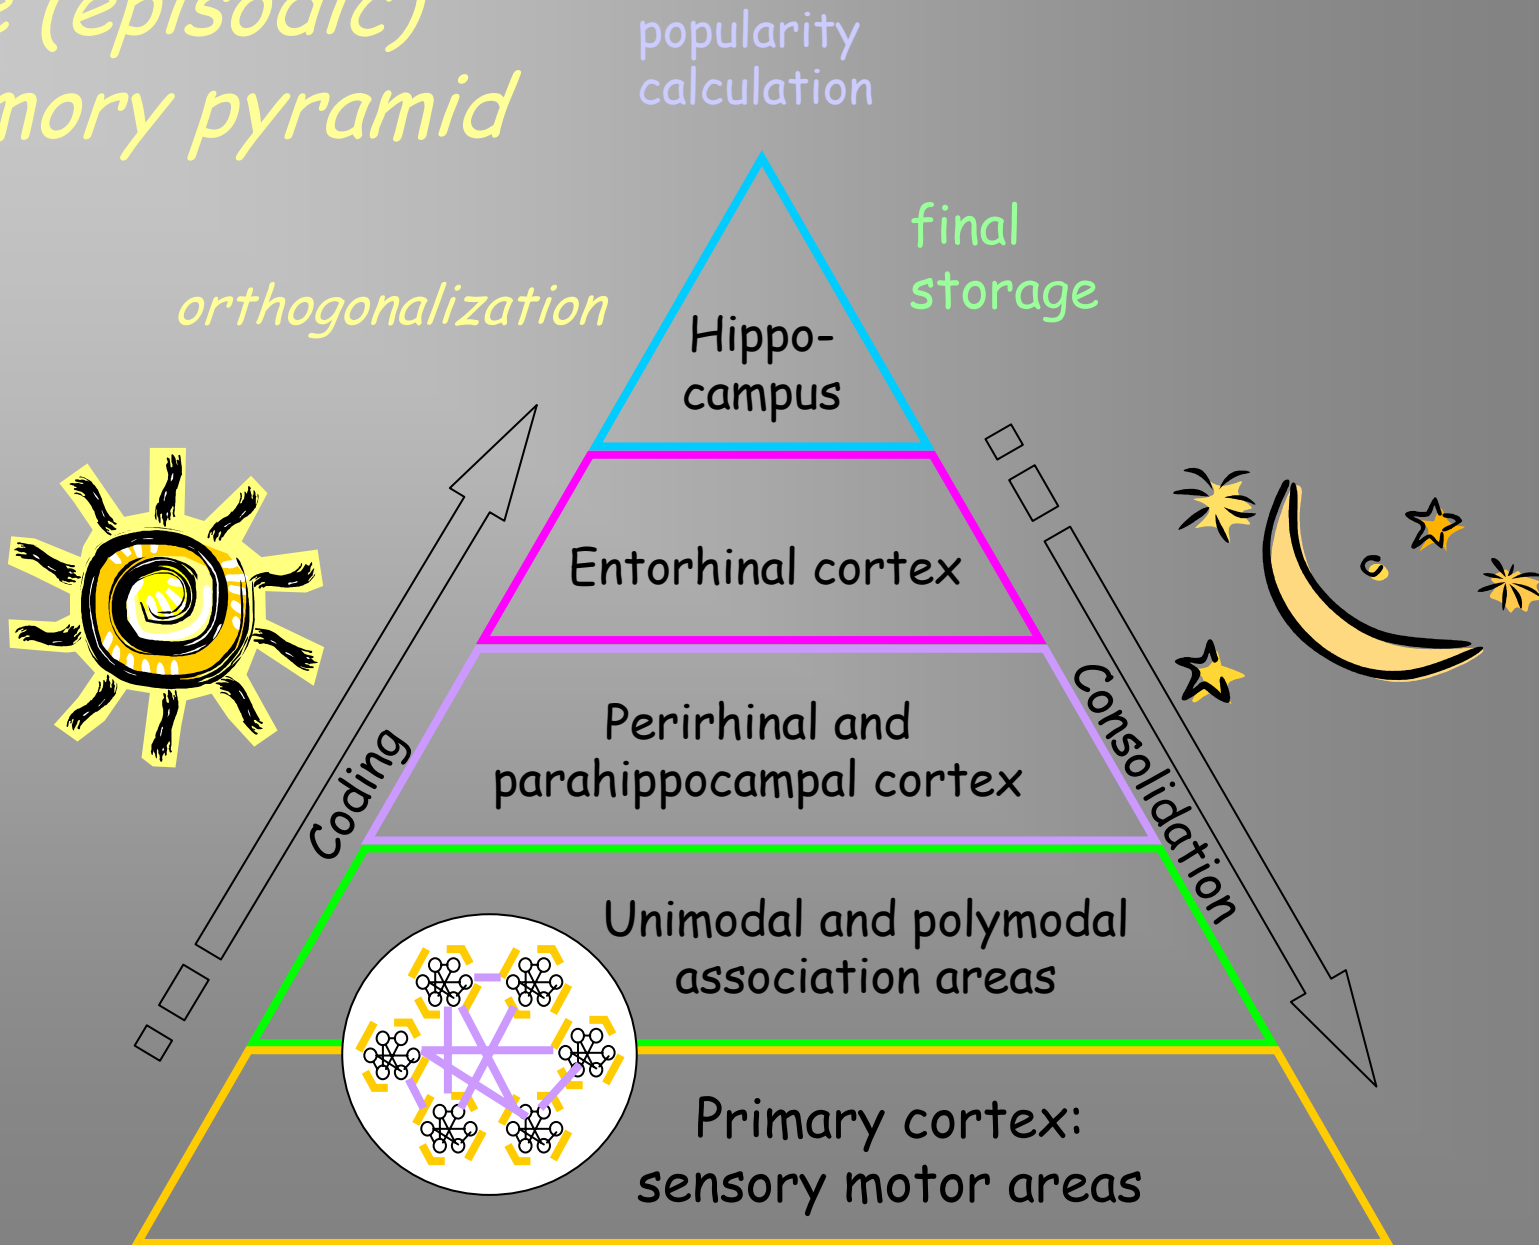 (episodic)
pyramid
popularity
calculation
final
storage
orthogonalization
Hippo-
campus
Entorhinal cortex
Perirhinal and
parahippocampal cortex
Coding
Consolidation
Unimodal and polymodal
association areas
Primary cortex:
sensory motor areas